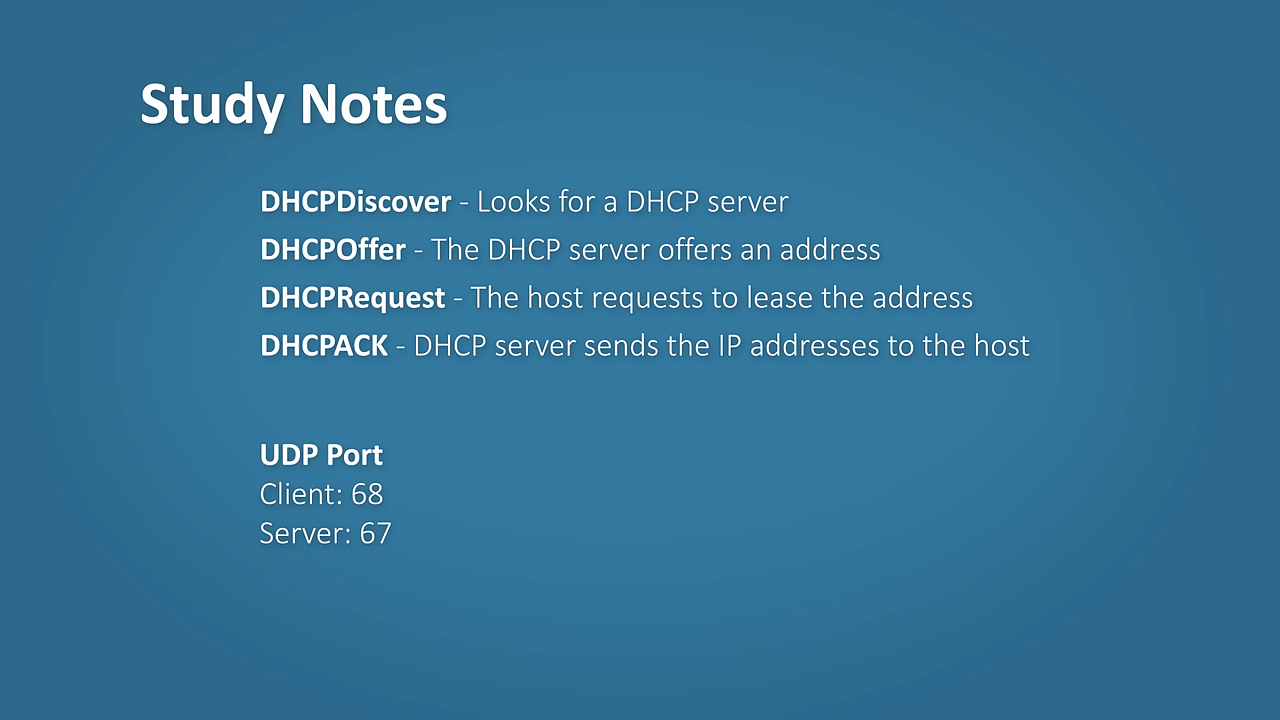 Study Notes
DHCPDiscover - Looks for a DHCP server
DHCPOffer - The DHCP server offers an address
DHCPRequest - The host requests to lease the address
DHCPACK - DHCP server sends the IP addresses to the host
UDP Port
Client: 68
Server: 67